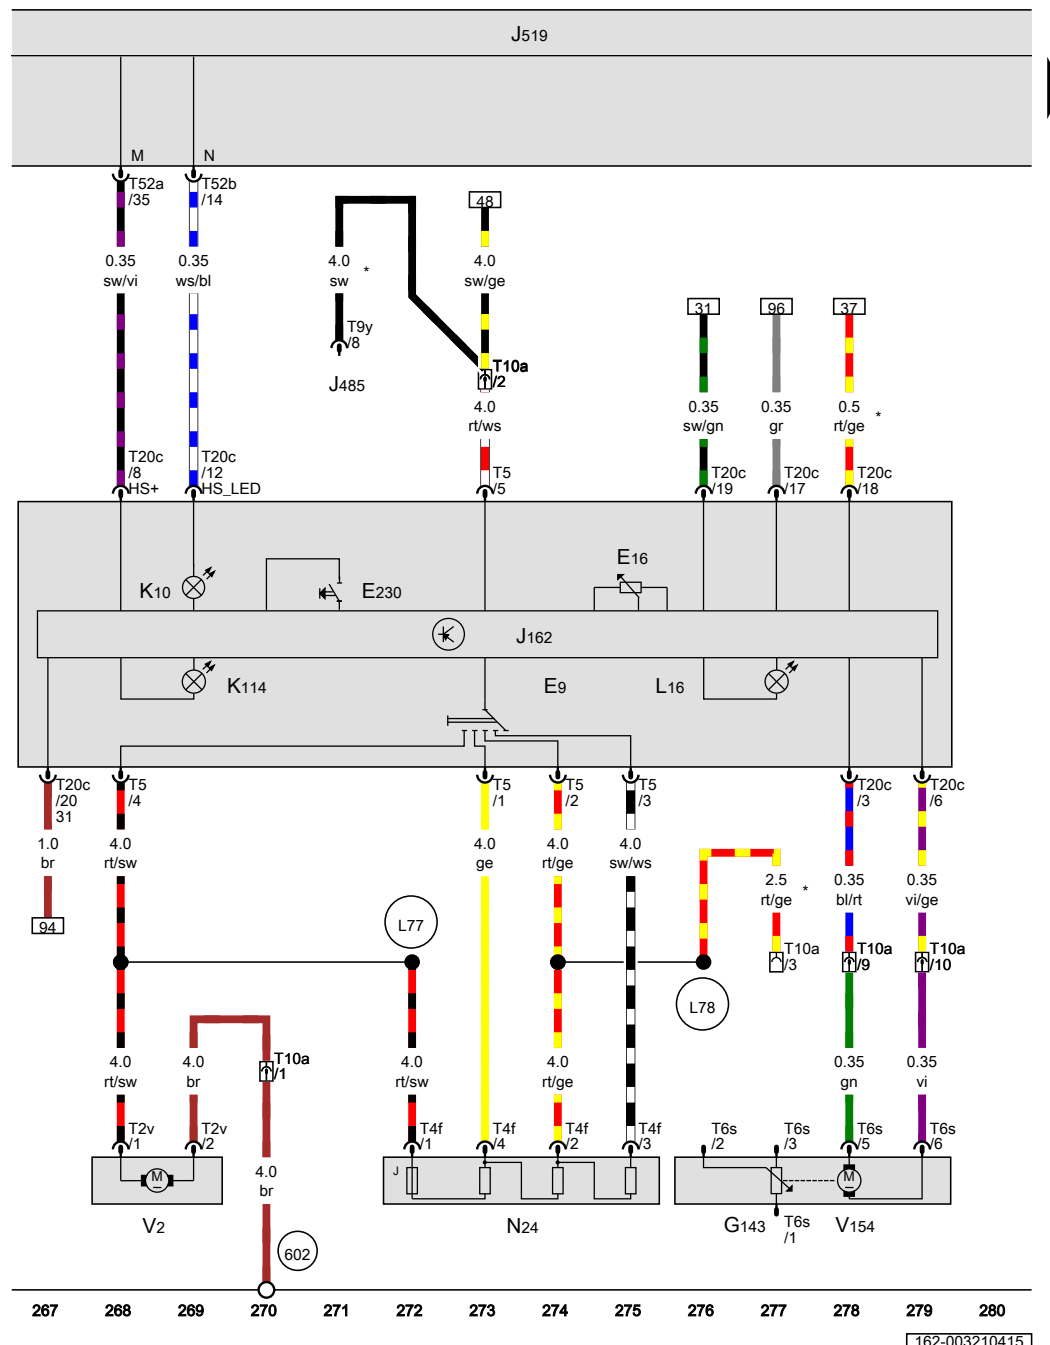 J519
M
N
T52a
/35
T52b
/14
48
0.35
sw/vi
0.35
ws/bl
4.0
sw
*
4.0
sw/ge
31
96
37
T9y
/8
J485
T10a
/2
4.0
rt/ws
0.35
sw/gn
0.35
gr
0.5
rt/ge
*
T20c
/8
HS+
T20c
/12
HS_LED
T5
/5
T20c
/19
T20c
/17
T20c
/18
K10
E230
E16
J162
K114
E9
L16
T20c
/20
31
T5
/4
T5
/1
T5
/2
T5
/3
T20c
/3
T20c
/6
1.0
br
4.0
rt/sw
4.0
ge
4.0
rt/ge
4.0
sw/ws
2.5
rt/ge
*
0.35
bl/rt
0.35
vi/ge
94
L77
T10a
/3
T10a
/9
T10a
/10
L78
4.0
rt/sw
4.0
br
T10a
/1
4.0
rt/sw
4.0
rt/ge
0.35
gn
0.35
vi
T2v
/1
T2v
/2
T4f
/1
T4f
/4
T4f
/2
T4f
/3
T6s
/2
T6s
/3
T6s
/5
T6s
/6
M
4.0
br
J
M
V2
N24
G143
T6s
/1
V154
602
267 268 269 270 271 272 273 274 275 276 277 278 279 280
162-003210415